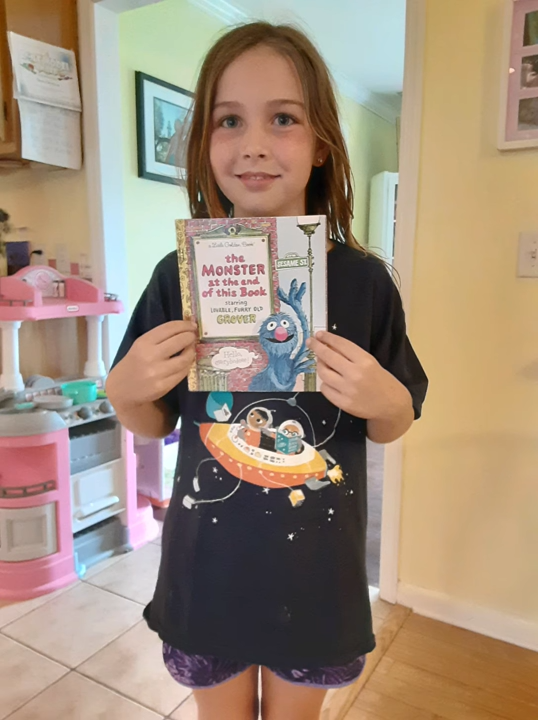 a Little Golden Book
the
MONSTER
at the end
of this Book
starring
LOVABLE, FURRY OLD
GROVER
SESAME ST.
Hello,